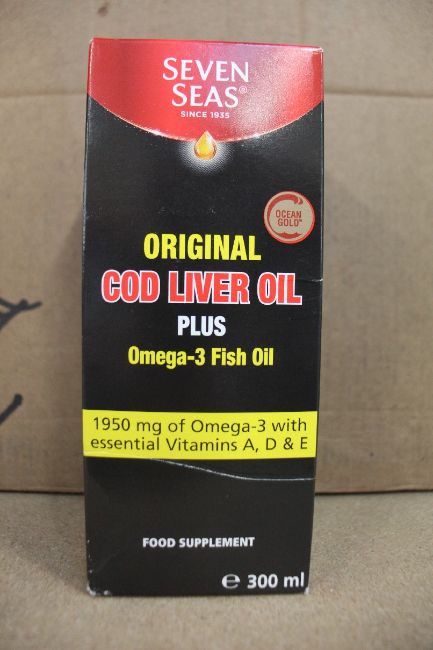 SEVEN
SEAS®
SINCE 1935
OCEAN
GOLD™
ORIGINAL
COD LIVER OIL
PLUS
Omega-3 Fish Oil
1950 mg of Omega-3 with
essential Vitamins A, D & E
FOOD SUPPLEMENT
℮ 300 ml